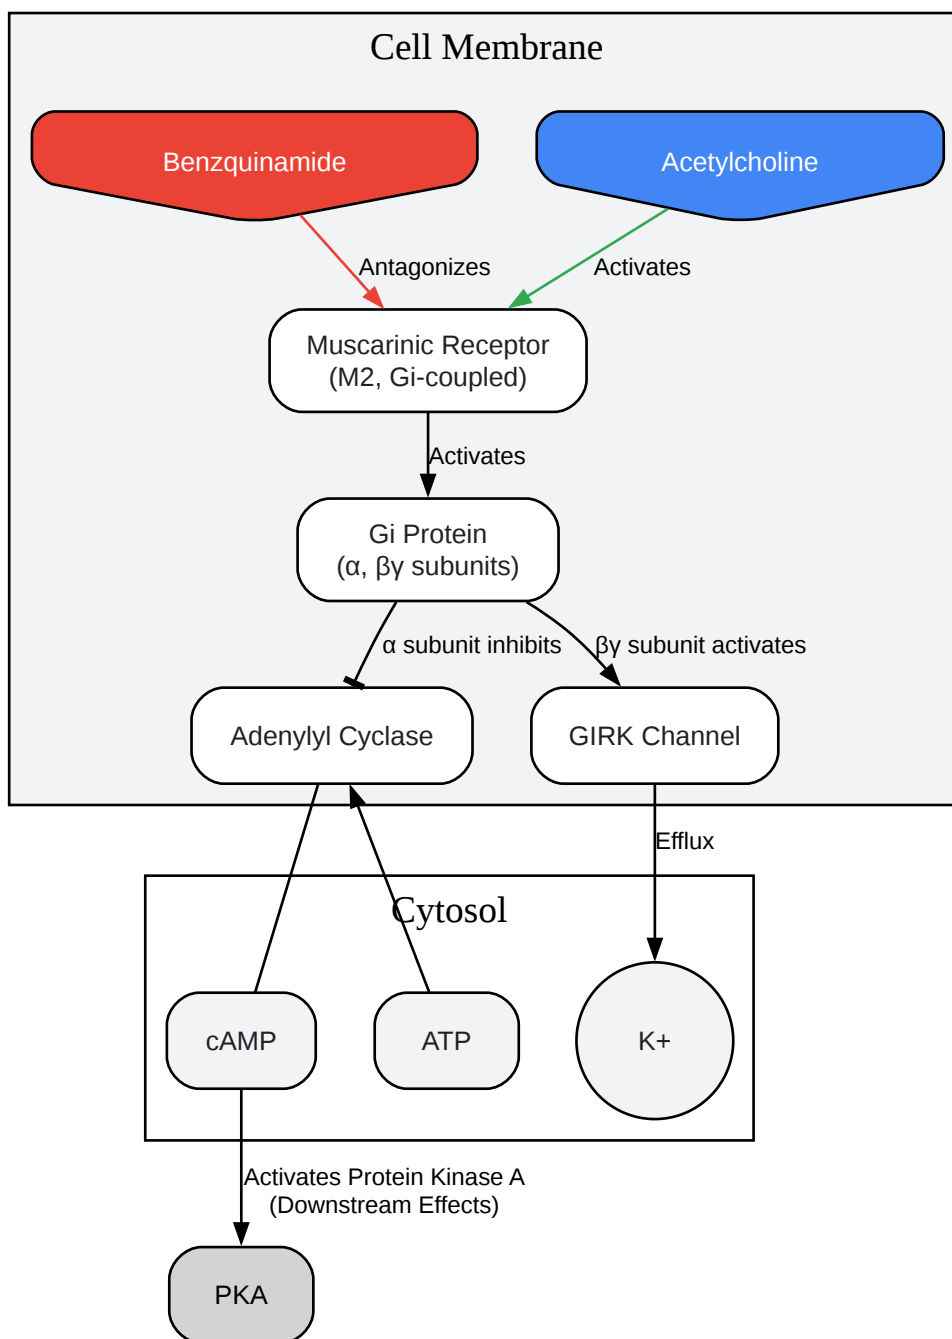 Cell Membrane
Benzquinamide
Acetylcholine
Antagonizes
Activates
Muscarinic Receptor
(M2, Gi-coupled)
Activates
Gi Protein
(α, βγ subunits)
α subunit inhibits
βγ subunit activates
Adenylyl Cyclase
GIRK Channel
Efflux
Cytosol
cAMP
ATP
K+
Activates Protein Kinase A
(Downstream Effects)
PKA